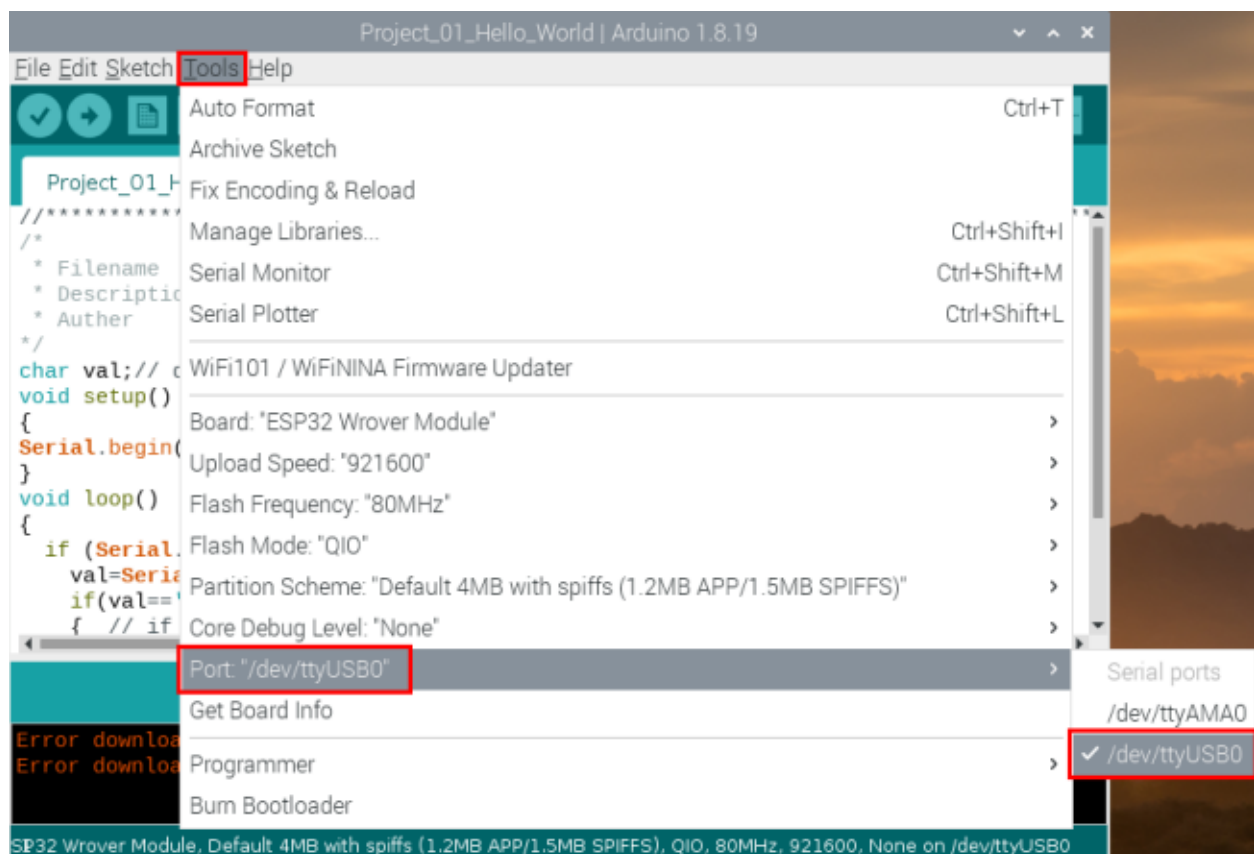 Project_01_Hello_World | Arduino 1.8.19
File Edit Sketch Tools Help
Auto Format Ctrl+T
Archive Sketch
Project_01_H
Fix Encoding & Reload
//***********
/*
Manage Libraries... Ctrl+Shift+I
* Filename
Serial Monitor Ctrl+Shift+M
* Descriptio
* Auther
Serial Plotter Ctrl+Shift+L
*/
char val;// 
WiFi101 / WiFiNINA Firmware Updater
void setup()
{
Board: "ESP32 Wrover Module"
Serial.begin(
Upload Speed: "921600"
}
void loop()
Flash Frequency: "80MHz"
{
if (Serial.
Flash Mode: "QIO"
val=Seria
Partition Scheme: "Default 4MB with spiffs (1.2MB APP/1.5MB SPIFFS)"
if(val=='
{ // if
Core Debug Level: "None"
Port: "/dev/ttyUSB0"
Serial ports
Get Board Info
/dev/ttyAMA0
Error downloa
/dev/ttyUSB0
Error downloa
Programmer
Burn Bootloader
SP32 Wrover Module, Default 4MB with spiffs (1.2MB APP/1.5MB SPIFFS), QIO, 80MHz, 921600, None on /dev/ttyUSB0